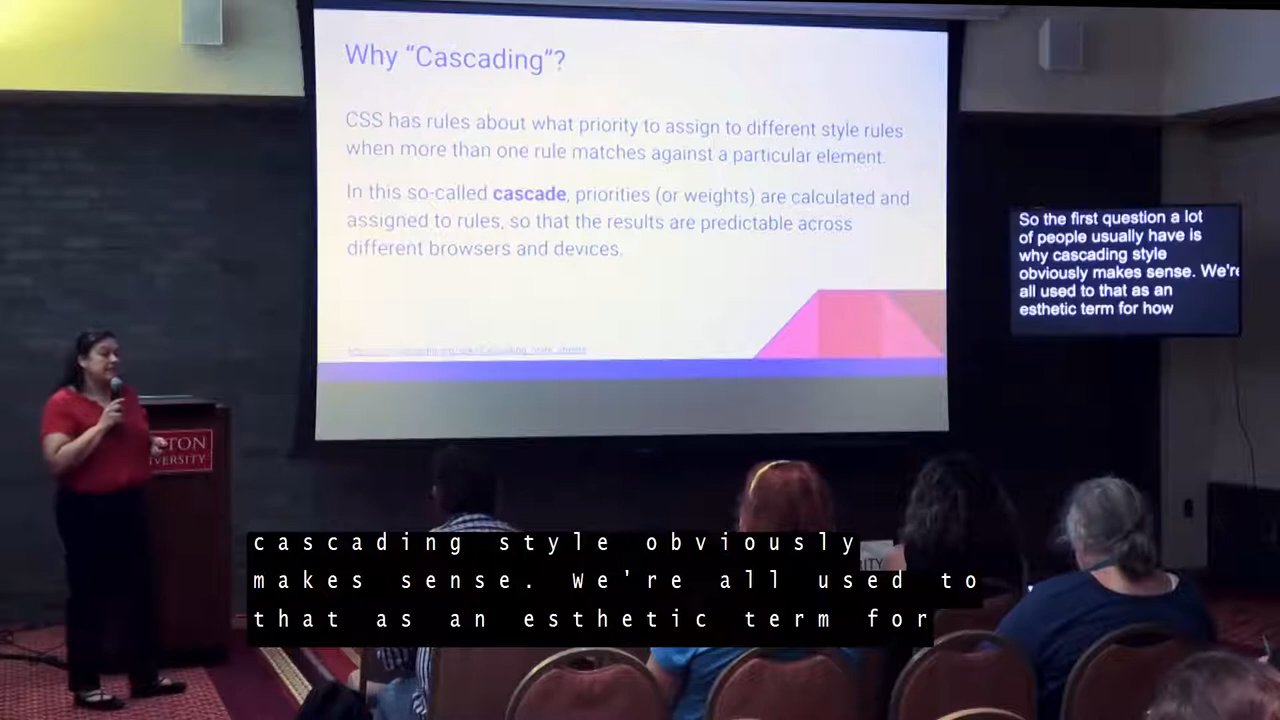 Why “Cascading”?
CSS has rules about what priority to assign to different style rules
when more than one rule matches against a particular element.
In this so-called cascade, priorities (or weights) are calculated and
assigned to rules, so that the results are predictable across
different browsers and devices.
So the first question a lot
of people usually have is
why cascading style
obviously makes sense. We're
all used to that as an
esthetic term for how
cascading style obviously
makes sense. We're all used to
that as an esthetic term for